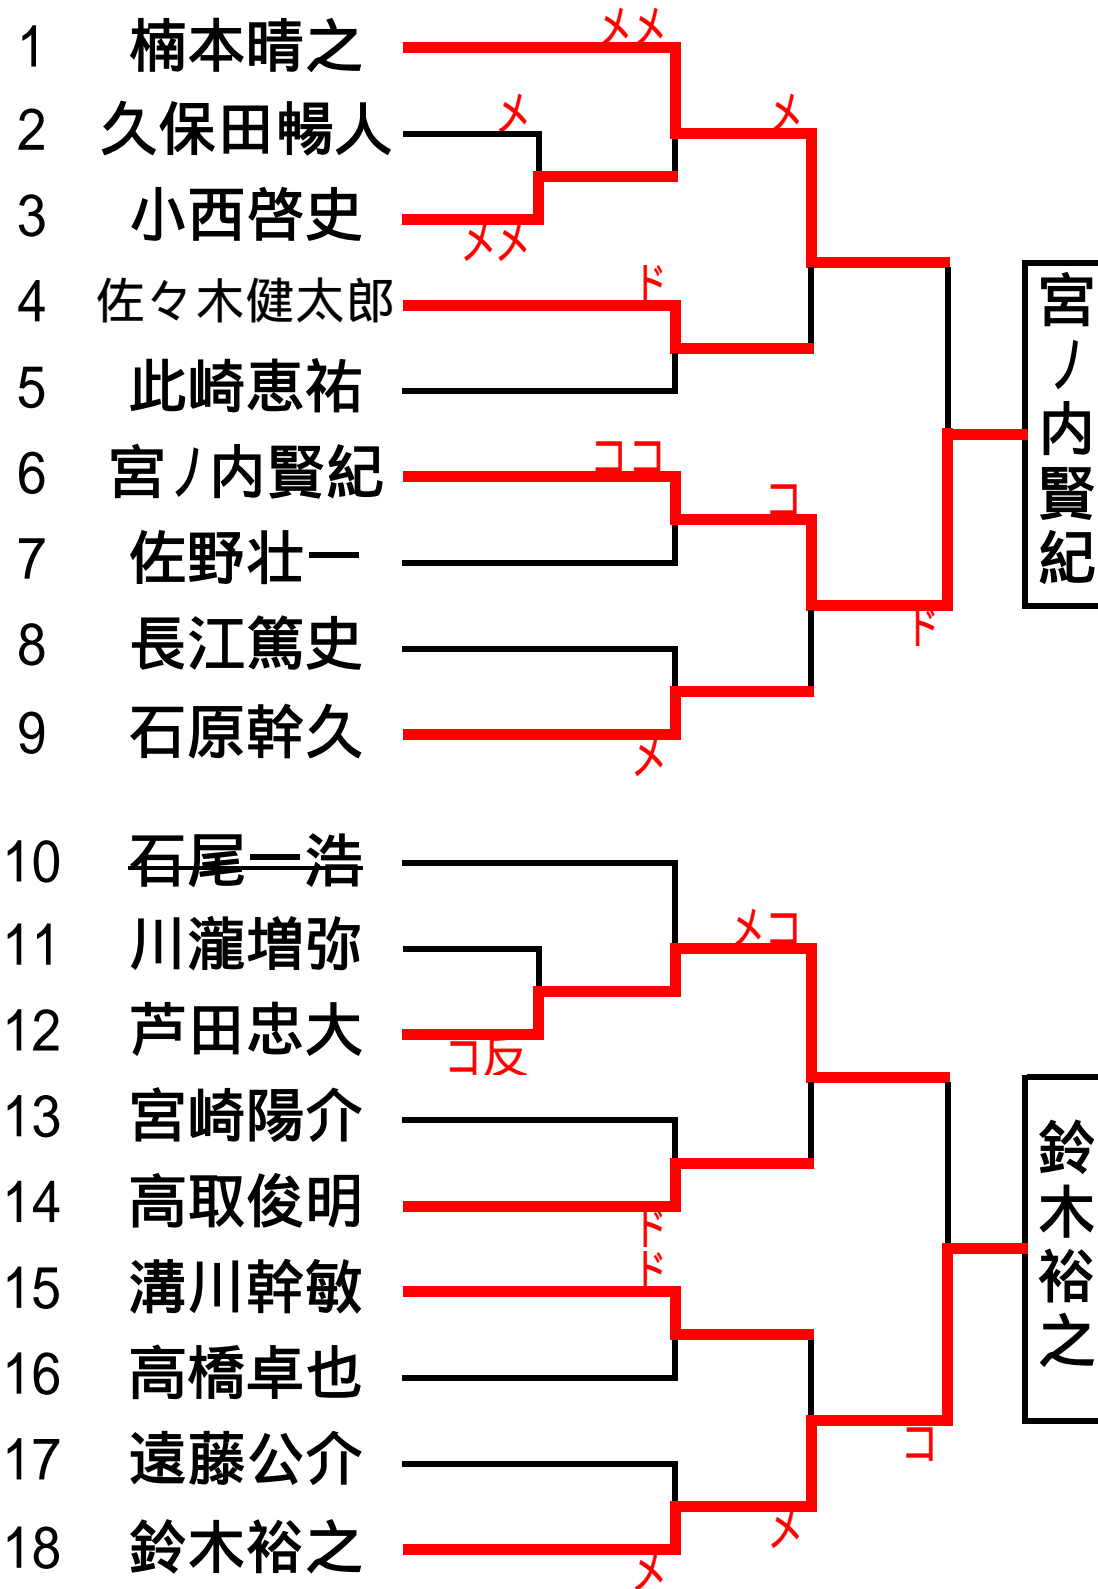 メメ
1 楠本晴之
メ メ
2 久保田暢人
3 小西啓史
メメ
ド
4 佐々木健太郎
宮ノ内賢紀
5 此崎恵祐
ココ
6 宮ノ内賢紀
コ
7 佐野壮一
ド
8 長江篤史
9 石原幹久
メ
10 石尾一浩
メコ
11 川瀧増弥
12 芦田忠大
コ反
13 宮崎陽介
鈴木裕之
14 高取俊明
ド
ド
15 溝川幹敏
16 高橋卓也
コ
17 遠藤公介
メ
18 鈴木裕之
メ